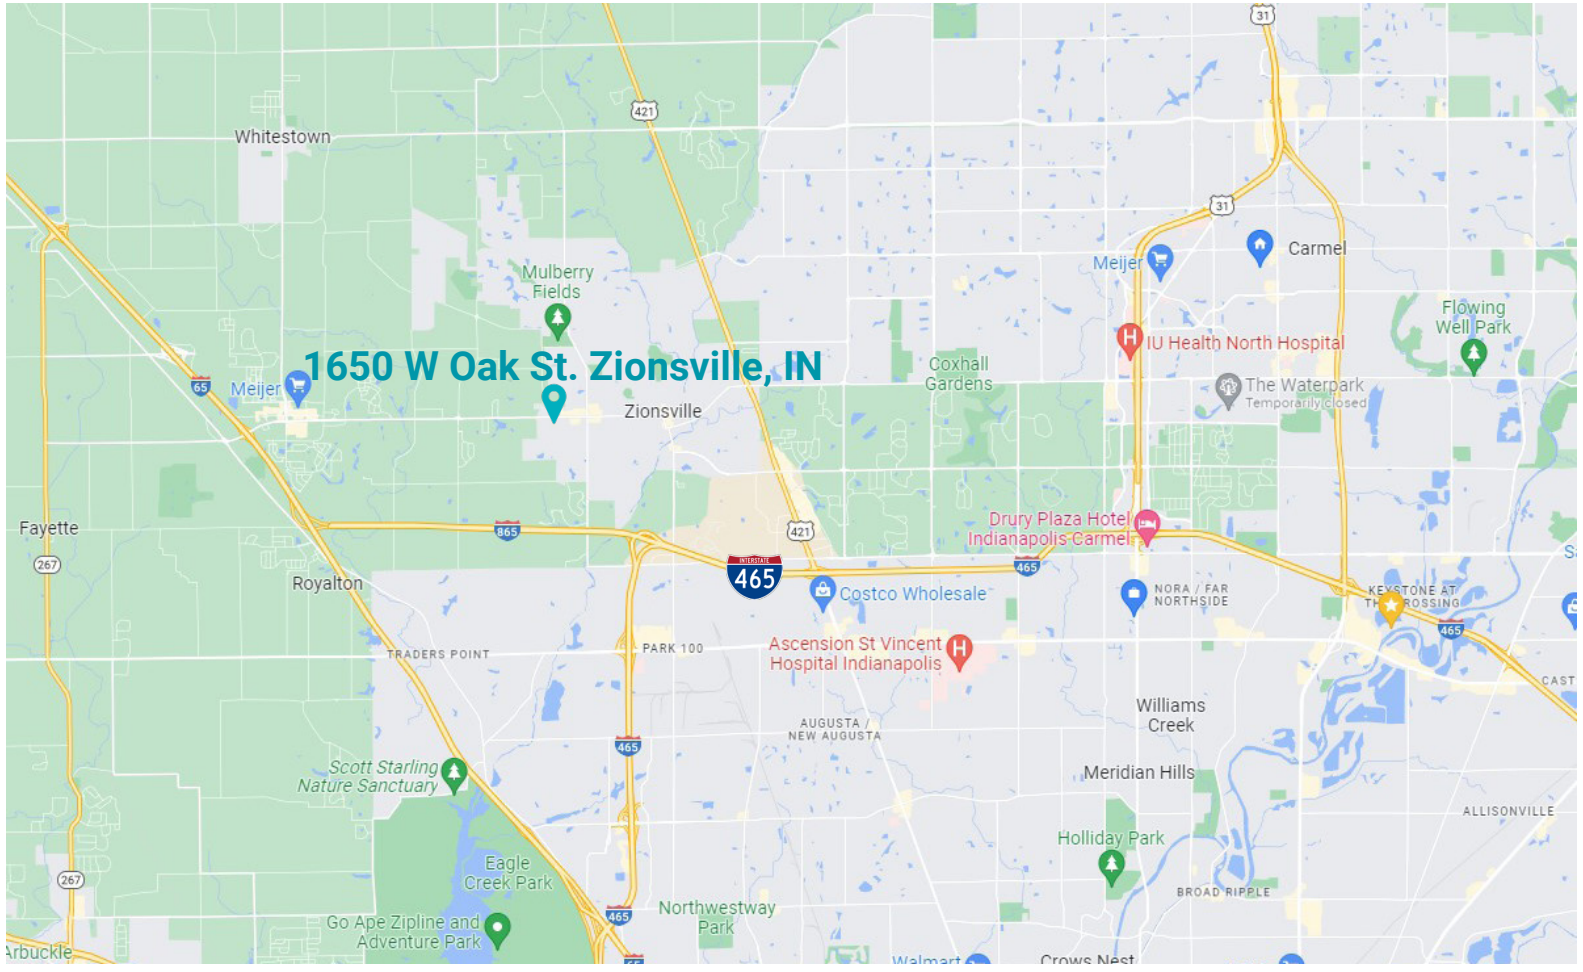 31
421
Whitestown
31
Carmel
Meijer
Mulberry
Fields
Flowing
Well Park
IU Health North Hospital
1650 W Oak St. Zionsville, IN
Coxhall
Gardens
65
Meijer
The Waterpark
Temporarily closed
Zionsville
Fayette
865
421
Drury Plaza Hotel
Indianapolis Carmel
267
INTERSTATE
465
465
Royalton
Costco Wholesale
NORA / FAR
NORTHSIDE
KEYSTONE AT
THE CROSSING
465
TRADERS POINT
PARK 100
Ascension St Vincent
Hospital Indianapolis
CAST
Williams
Creek
AUGUSTA /
NEW AUGUSTA
465
Scott Starling
Nature Sanctuary
Meridian Hills
ALLISONVILLE
Holliday Park
Eagle
Creek Park
267
BROAD RIPPLE
Northwestway
Park
465
Go Ape Zipline and
Adventure Park
Arbuckle
Walmart
Crows Nest